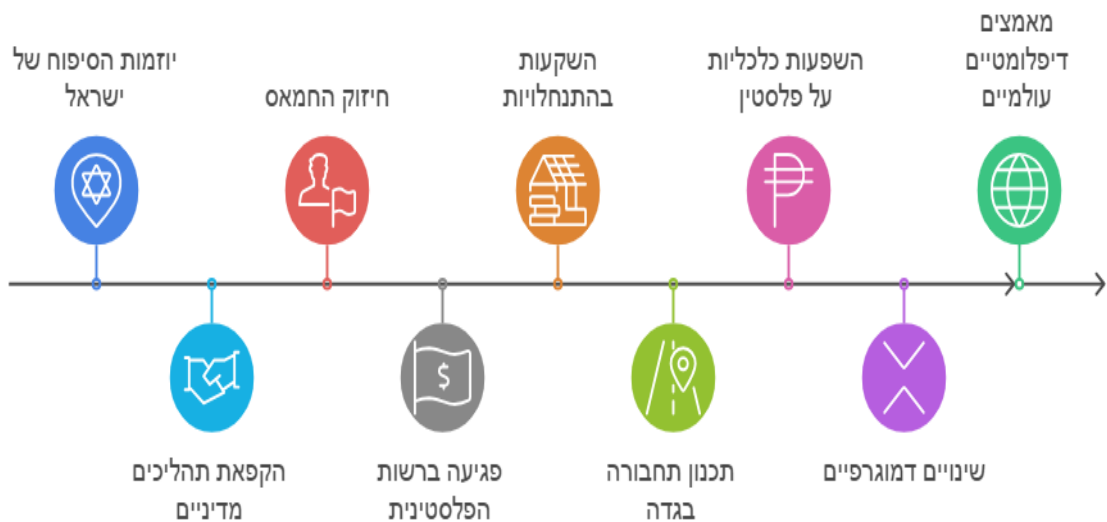 יוזמות הסיפוח של
ישראל
הקפאת תהליכים
מדיניים
חיזוק החמאס
פגיעה ברשות
הפלסטינית
$
השקעות
בהתנחלויות
תכנון תחבורה
בגדה
השפעות כלכליות
על פלסטין
שינויים דמוגרפיים
מאמצים
דיפלומטיים
עולמיים